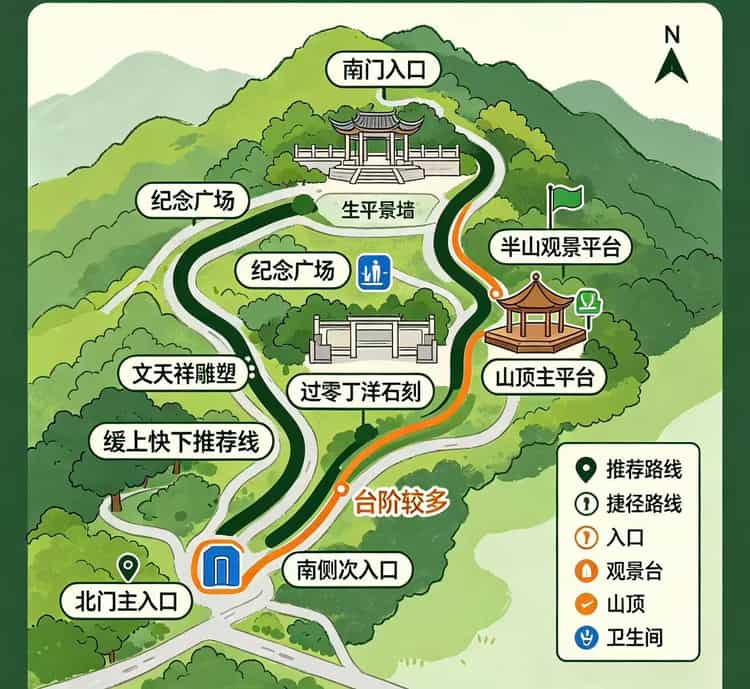 N
南门入口
纪念广场
生平景墙
半山观景平台
纪念广场
文天祥雕塑
过零丁洋石刻
山顶主平台
缓上快下推荐线
台阶较多
南侧次入口
北门主入口
推荐路线
捷径路线
入口
观景台
山顶
卫生间